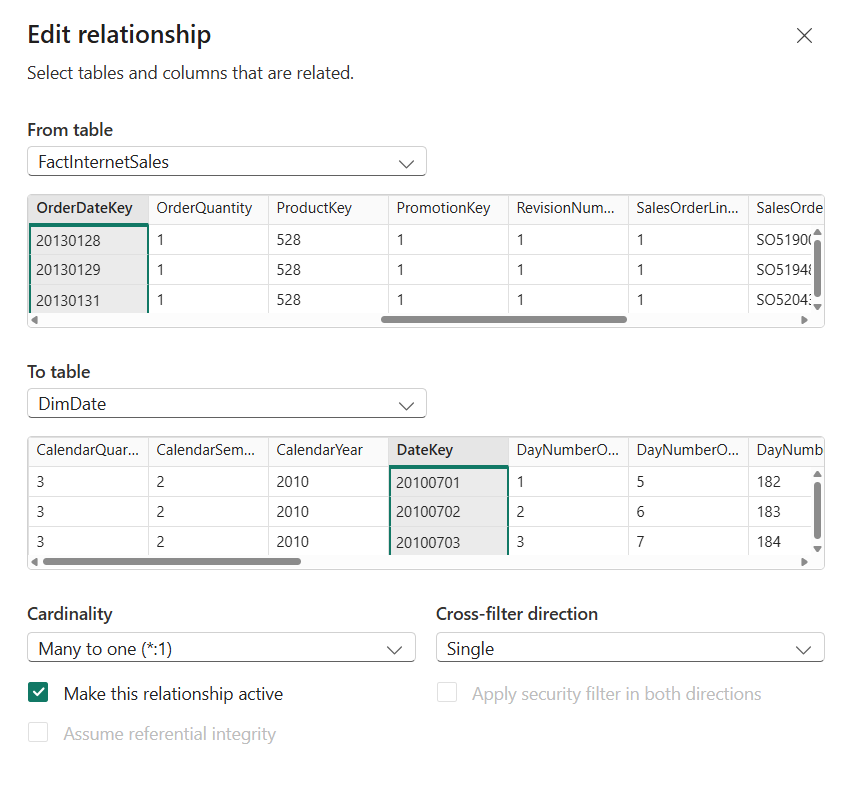 Edit relationship
Select tables and columns that are related.
From table
FactInternetSales
OrderDateKey OrderQuantity ProductKey PromotionKey RevisionNum... SalesOrderLin... SalesOrde
20130128 1 528 1 1 1 SO5190
20130129 1 528 1 1 1 SO5194
20130131 1 528 1 1 1 SO5204
To table
DimDate
CalendarQuar... CalendarSem... CalendarYear DateKey DayNumberO... DayNumberO... DayNumb
3 2 2010 20100701 1 5 182
3 2 2010 20100702 2 6 183
3 2 2010 20100703 3 7 184
Cardinality Cross-filter direction
Many to one (*:1) Single
Make this relationship active Apply security filter in both directions
Assume referential integrity